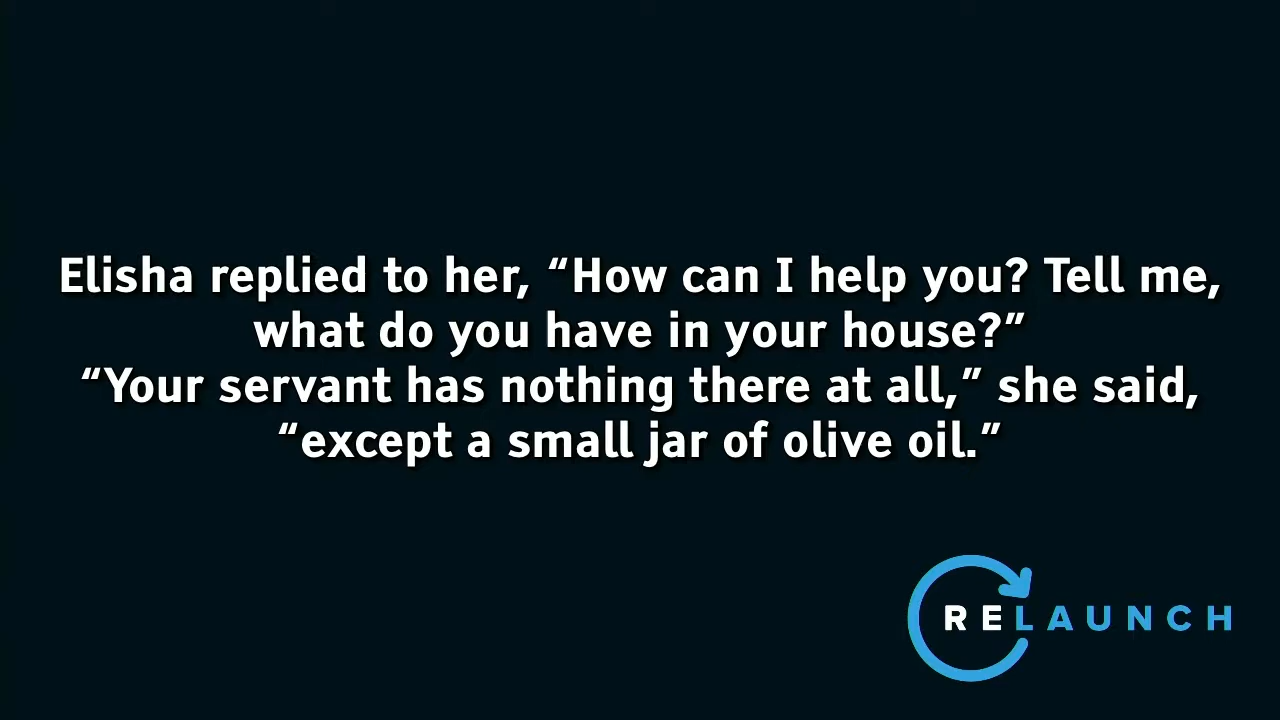 Elisha replied to her, “How can I help you? Tell me,
what do you have in your house?”
“Your servant has nothing there at all,” she said,
“except a small jar of olive oil.”
RELAUNCH